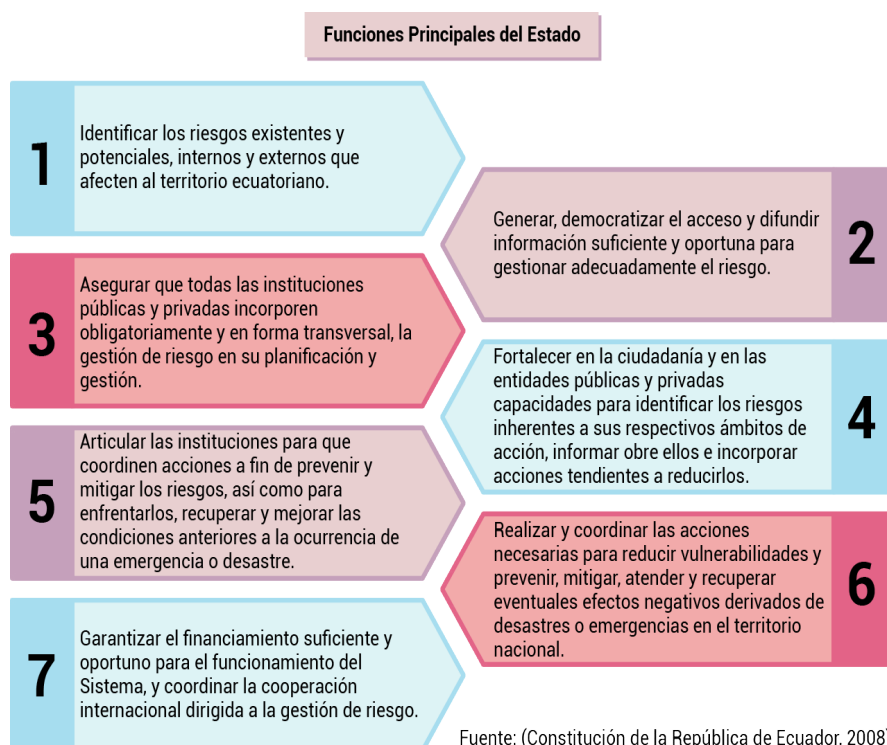 Funciones Principales del Estado
1
Identificar los riesgos existentes y
potenciales, internos y externos que
afecten al territorio ecuatoriano.
2
Generar, democratizar el acceso y difundir
información suficiente y oportuna para
gestionar adecuadamente el riesgo.
3
Asegurar que todas las instituciones
públicas y privadas incorporen
obligatoriamente y en forma transversal, la
gestión de riesgo en su planificación y
gestión.
4
Fortalecer en la ciudadanía y en las
entidades públicas y privadas
capacidades para identificar los riesgos
inherentes a sus respectivos ámbitos de
acción, informar obre ellos e incorporar
acciones tendientes a reducirlos.
5
Articular las instituciones para que
coordinen acciones a fin de prevenir y
mitigar los riesgos, así como para
enfrentarlos, recuperar y mejorar las
condiciones anteriores a la ocurrencia de
una emergencia o desastre.
6
Realizar y coordinar las acciones
necesarias para reducir vulnerabilidades y
prevenir, mitigar, atender y recuperar
eventuales efectos negativos derivados de
desastres o emergencias en el territorio
nacional.
7
Garantizar el financiamiento suficiente y
oportuno para el funcionamiento del
Sistema, y coordinar la cooperación
internacional dirigida a la gestión de riesgo.
Fuente: (Constitución de la República de Ecuador, 2008)